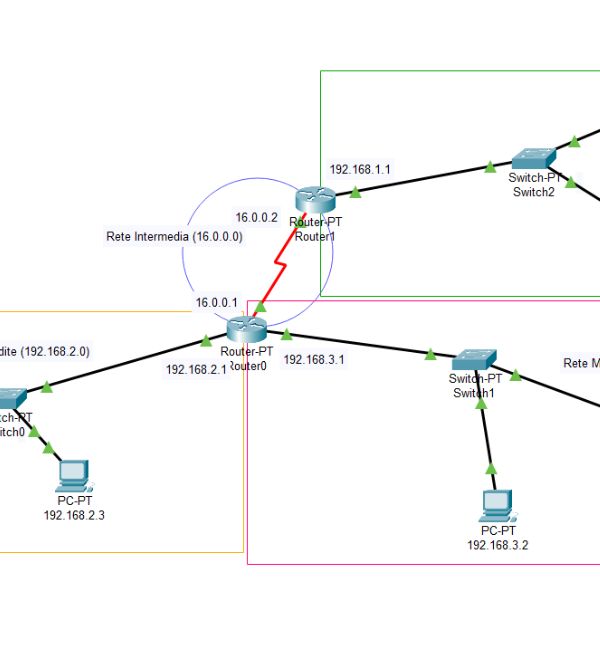 192.168.1.1
Switch-PT
Switch2
16.0.0.2
Router-PT
Router1
Rete Intermedia (16.0.0.0)
16.0.0.1
Router-PT
Router0
dite (192.168.2.0)
192.168.2.1
192.168.3.1
Switch-PT
Switch1
Rete M
tch-PT
itch0
PC-PT
192.168.2.3
PC-PT
192.168.3.2